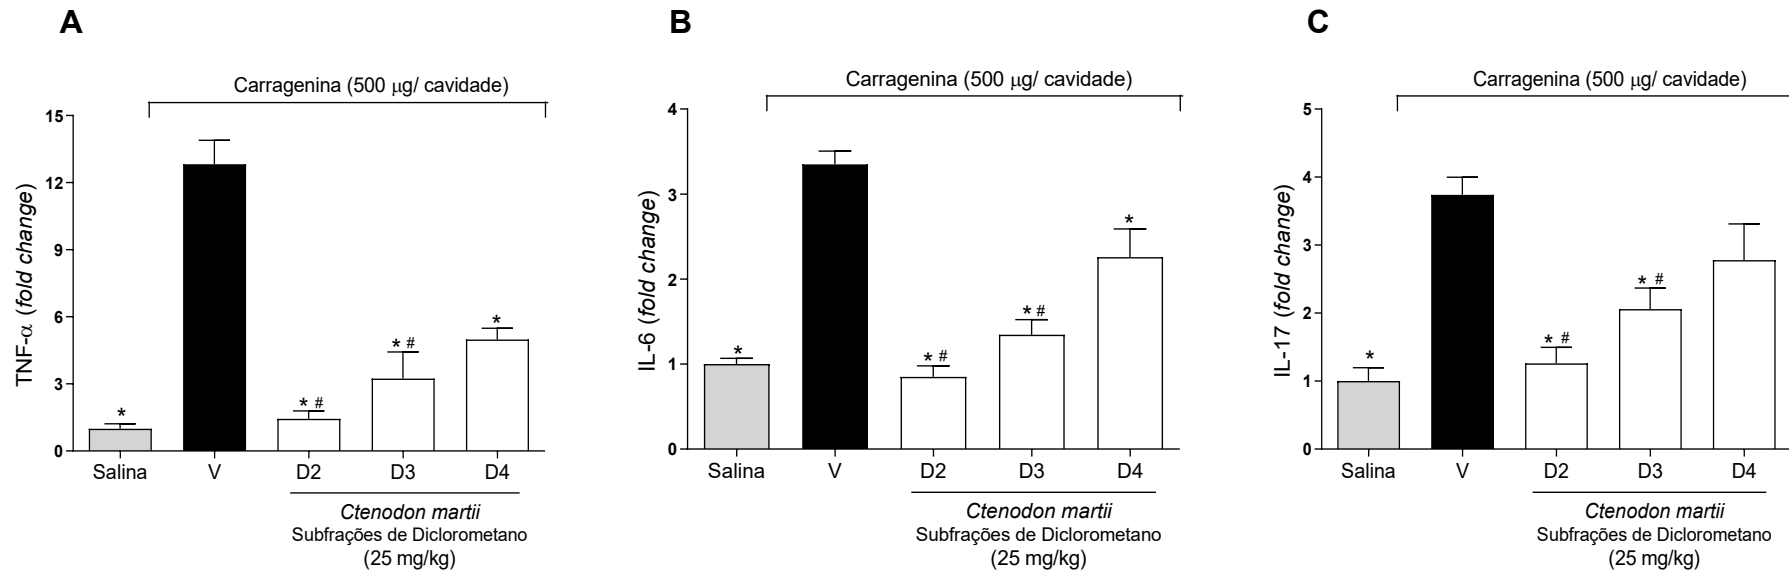 A
Carragenina (500 μg/ cavidade)
TNF-α (fold change)
15
12
9
6
3
0
*
* #
* #
*
Salina V D2 D3 D4
Ctenodon martii
Subfrações de Diclorometano
(25 mg/kg)
B
Carragenina (500 μg/ cavidade)
IL-6 (fold change)
4
3
2
1
0
*
* #
* #
*
Salina V D2 D3 D4
Ctenodon martii
Subfrações de Diclorometano
(25 mg/kg)
C
Carragenina (500 μg/ cavidade)
IL-17 (fold change)
5
4
3
2
1
0
*
* #
* #
Salina V D2 D3 D4
Ctenodon martii
Subfrações de Diclorometano
(25 mg/kg)